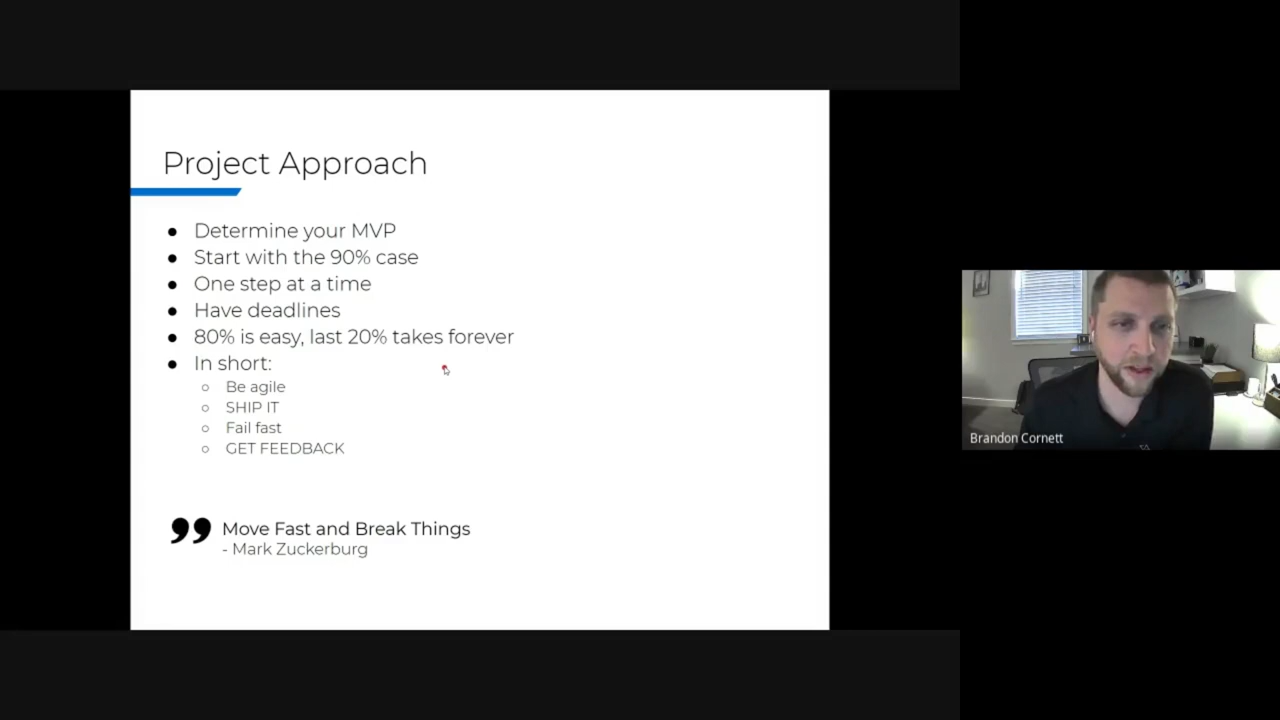 Project Approach
● Determine your MVP
● Start with the 90% case
● One step at a time
● Have deadlines
● 80% is easy, last 20% takes forever
● In short:
○ Be agile
○ SHIP IT
○ Fail fast
○ GET FEEDBACK
” Move Fast and Break Things
- Mark Zuckerburg
Brandon Cornett